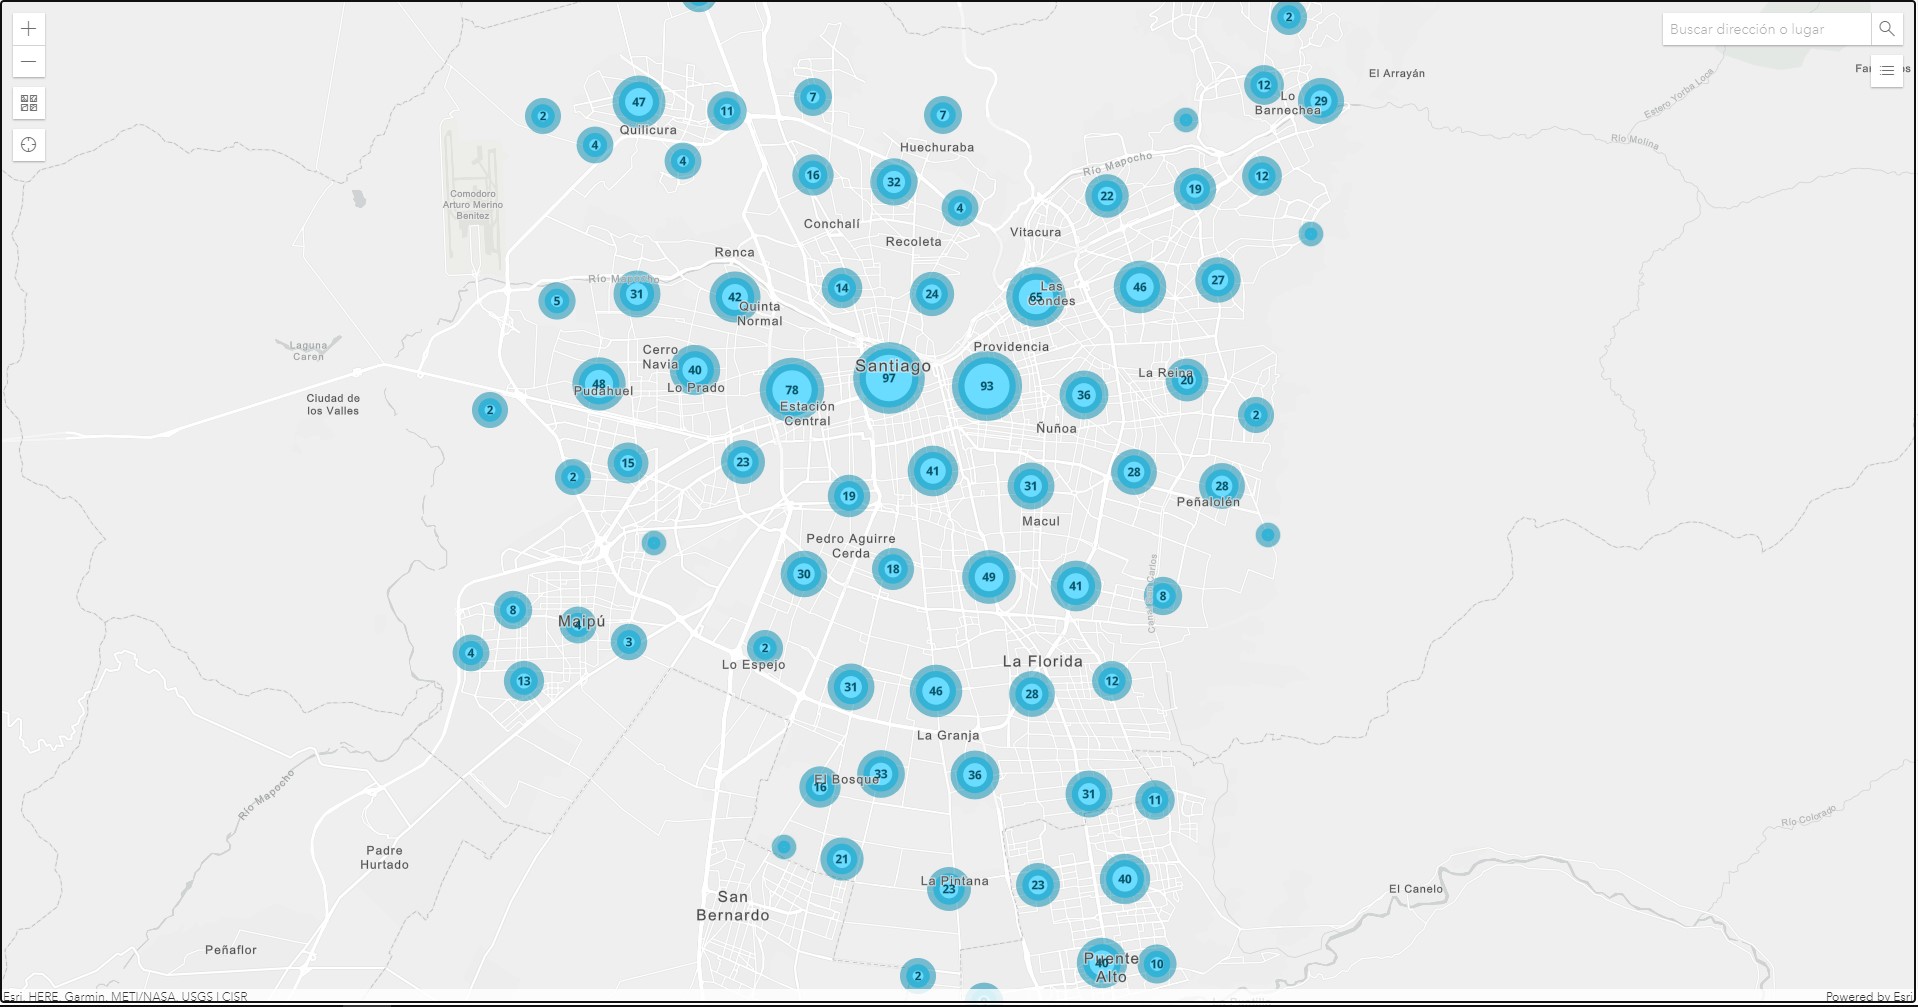 2
Buscar dirección o lugar
El Arrayán
12
Lo
Barnechea
29
47
Quilicura
2
11
7
7
Huechuraba
4
4
Estero Yerba Loca
Río Molina
Río Mapocho
16
32
4
22
19
12
Comodoro
Arturo Merino
Benitez
Conchalí
Recoleta
Vitacura
Renca
Río Mapocho
5
31
42
Quinta
Normal
14
24
65
Las
Condes
46
27
Laguna
Caren
Cerro
Navia
40
Lo Prado
48
Pudahuel
78
Estación
Central
Santiago
97
Providencia
93
36
Ñuñoa
La Reina
20
2
Ciudad de
los Valles
2
2
15
23
19
41
31
Macul
28
28
Peñalolén
Pedro Aguirre
Cerda
30
18
49
41
8
8
Maipú
4
3
4
13
2
Lo Espejo
31
46
La Florida
28
12
La Granja
El Bosque
16
33
36
31
11
Río Mapocho
Río Colorado
Padre
Hurtado
21
La Pintana
23
23
40
El Canelo
San
Bernardo
Peñaflor
2
Puente
Alto
40
10
Esri, HERE, Garmin, METI/NASA, USGS | CISR
Powered by Esri